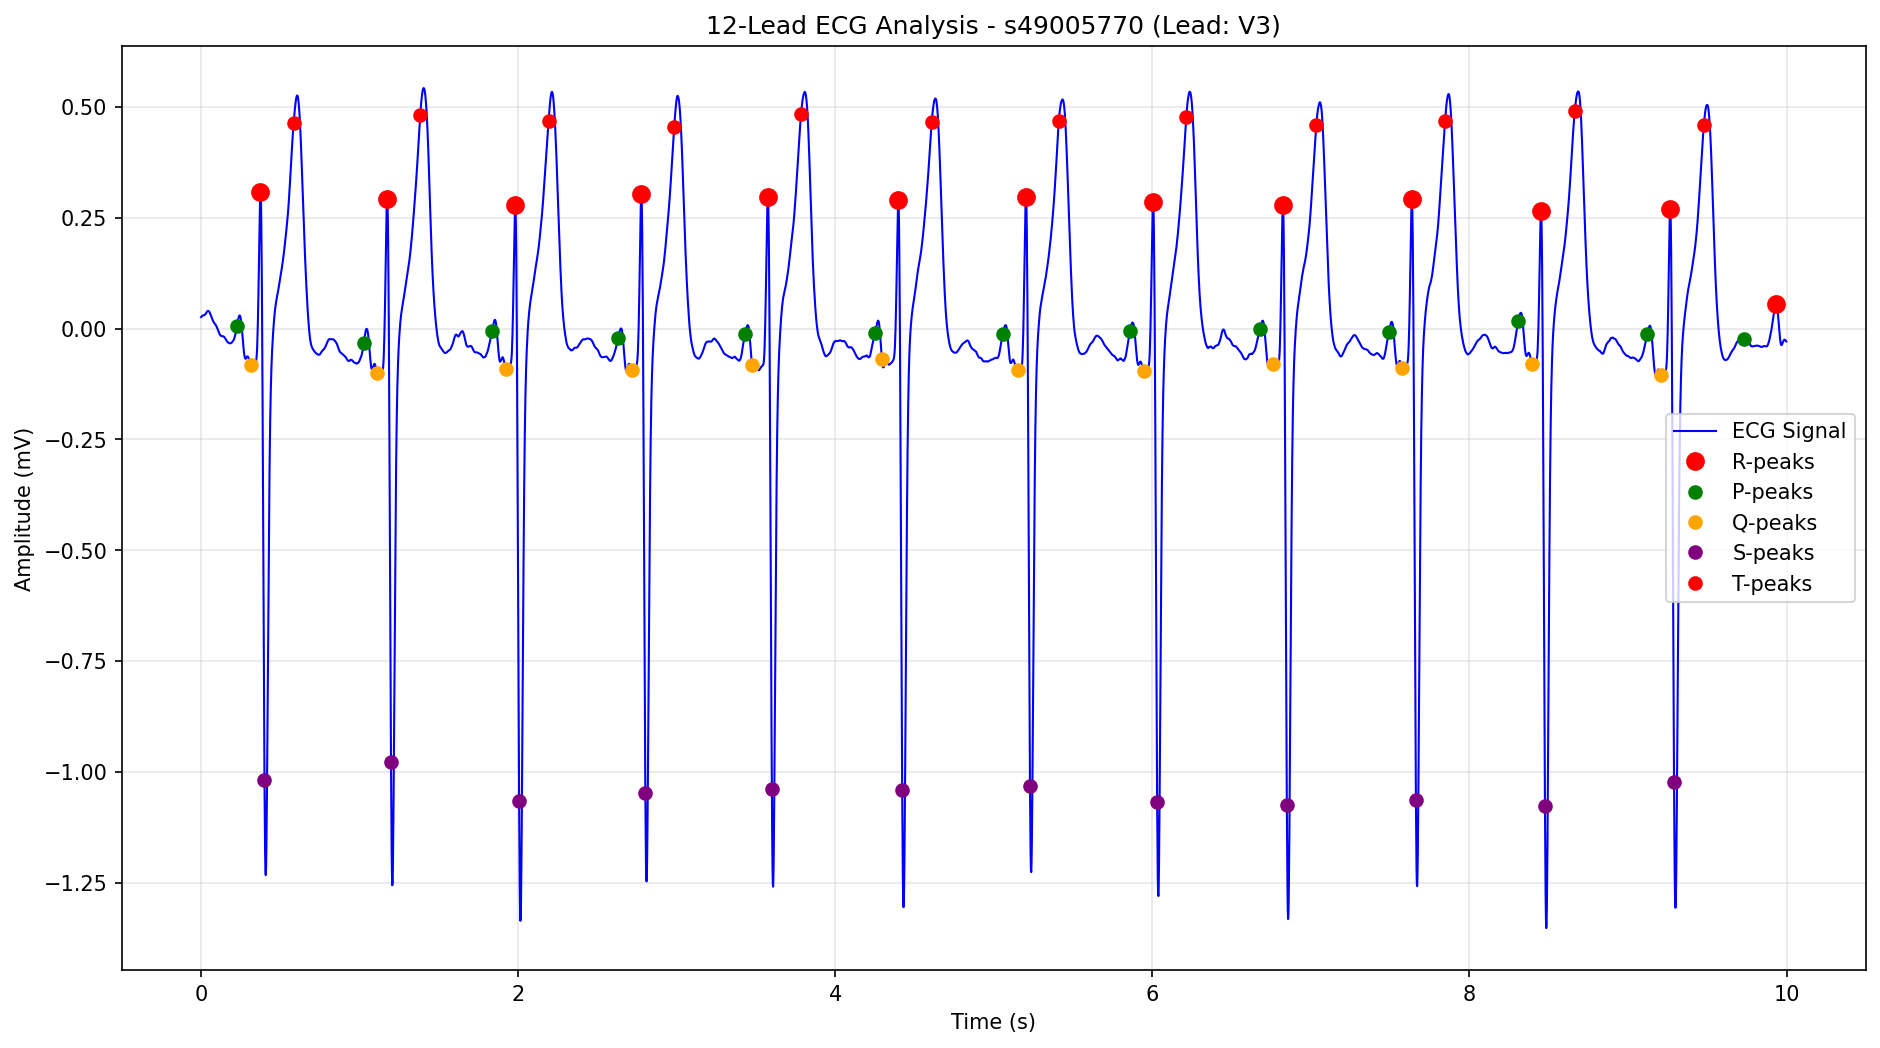 12-Lead ECG Analysis - s49005770 (Lead: V3)
Amplitude (mV)
0.50
0.25
0.00
−0.25
−0.50
−0.75
−1.00
−1.25
ECG Signal
R-peaks
P-peaks
Q-peaks
S-peaks
T-peaks
0 2 4 6 8 10
Time (s)